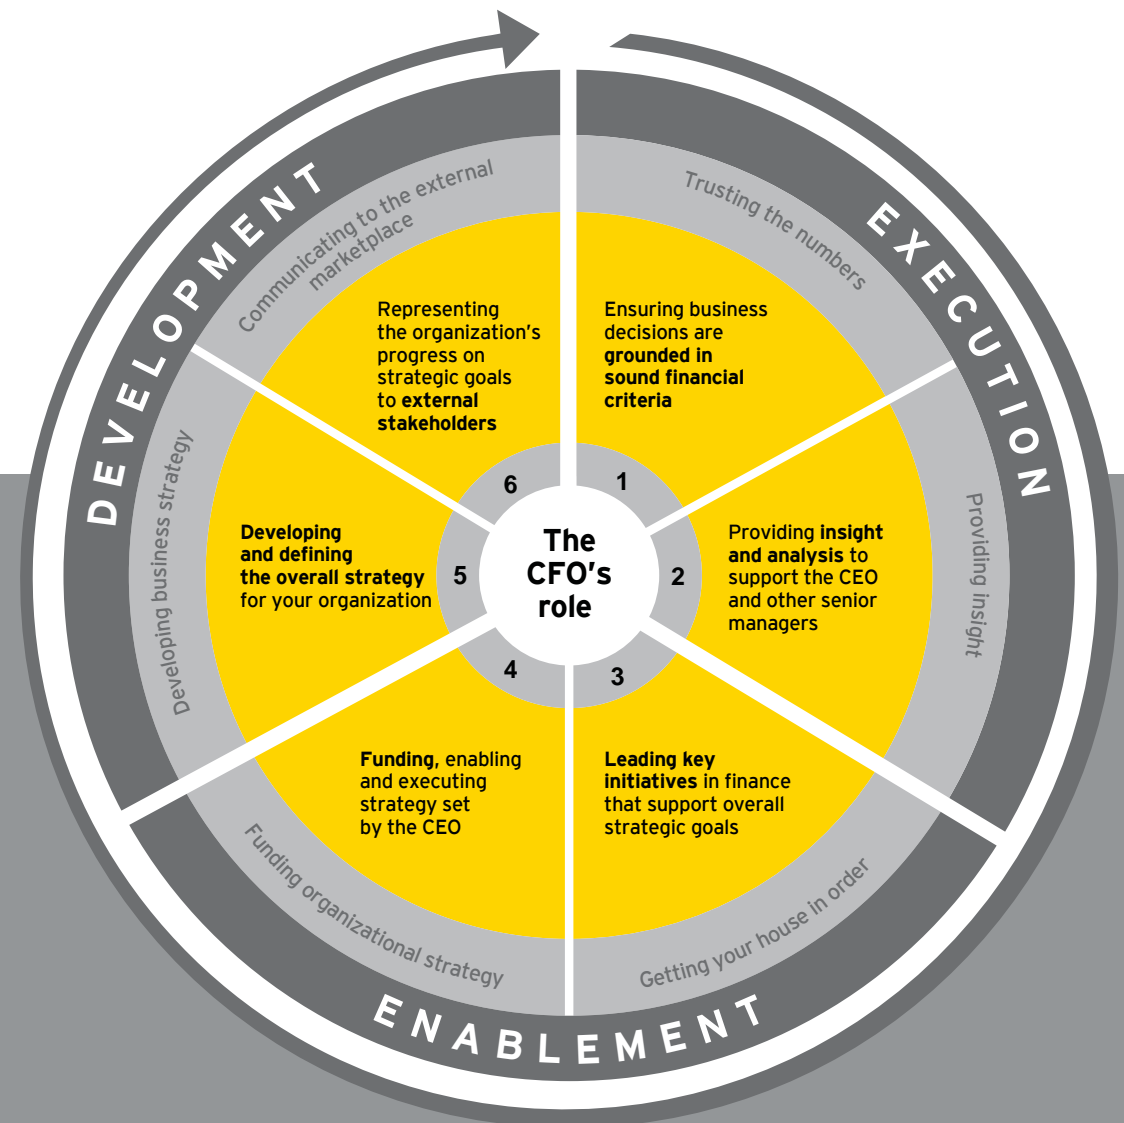 The
CFO’s
role
EXECUTION
Trusting the numbers
1
Ensuring business
decisions are
grounded in
sound financial
criteria
Providing insight
2
Providing insight
and analysis to
support the CEO
and other senior
managers
ENABLEMENT
Getting your house in order
3
Leading key
initiatives in finance
that support overall
strategic goals
Funding organizational strategy
4
Funding, enabling
and executing
strategy set
by the CEO
DEVELOPMENT
Developing business strategy
5
Developing
and defining
the overall strategy
for your organization
Communicating to the external
marketplace
6
Representing
the organization’s
progress on
strategic goals
to external
stakeholders